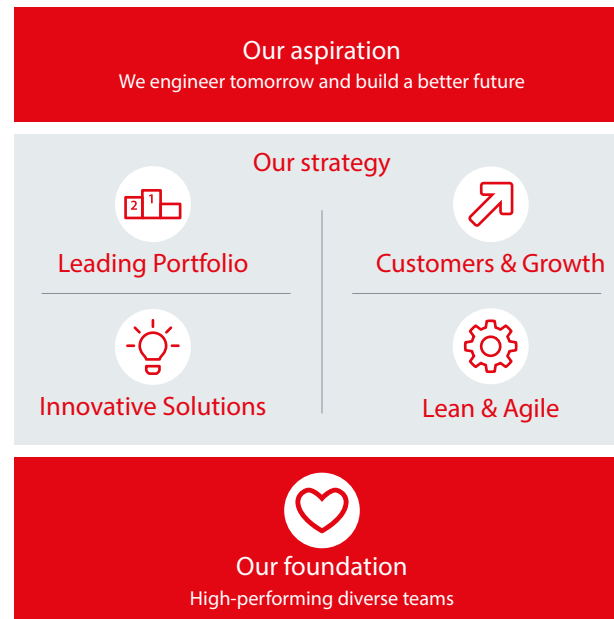 Our aspiration
We engineer tomorrow and build a better future
Our strategy
2 1
Leading Portfolio
Customers & Growth
Innovative Solutions
Lean & Agile
Our foundation
High-performing diverse teams